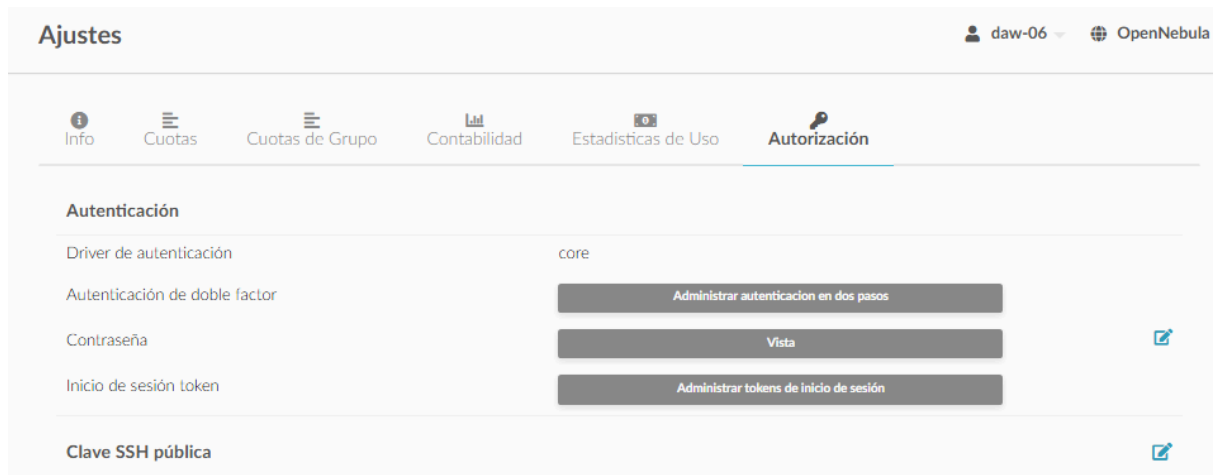 Ajustes
daw-06
OpenNebula
Info
Cuotas
Cuotas de Grupo
Contabilidad
Estadisticas de Uso
Autorización
Autenticación
Driver de autenticación
core
Autenticación de doble factor
Administrar autenticacion en dos pasos
Contraseña
Vista
Inicio de sesión token
Administrar tokens de inicio de sesión
Clave SSH pública